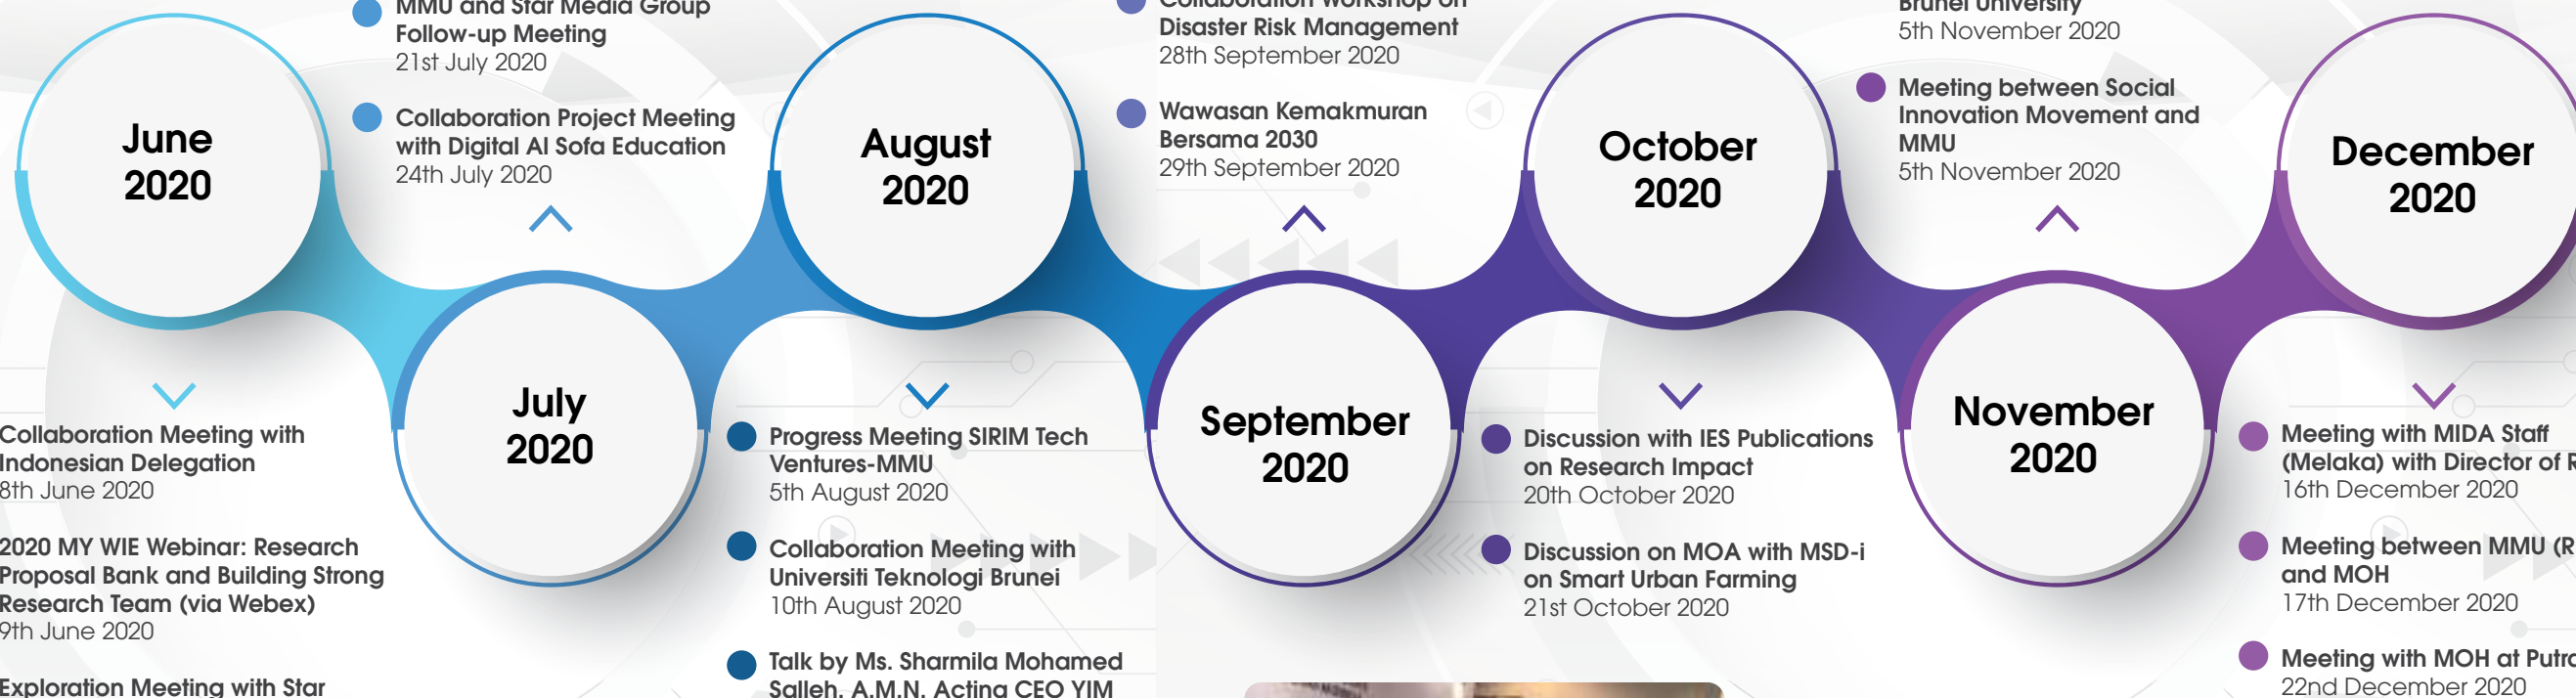 June
2020
Collaboration Meeting with
Indonesian Delegation
8th June 2020
2020 MY WIE Webinar: Research
Proposal Bank and Building Strong
Research Team (via Webex)
9th June 2020
Exploration Meeting with Star
MMU and Star Media Group
Follow-up Meeting
21st July 2020
Collaboration Project Meeting
with Digital AI Sofa Education
24th July 2020
July
2020
August
2020
Progress Meeting SIRIM Tech
Ventures-MMU
5th August 2020
Collaboration Meeting with
Universiti Teknologi Brunei
10th August 2020
Talk by Ms. Sharmila Mohamed
Salleh, A.M.N, Acting CEO YIM
Collaboration Workshop on
Disaster Risk Management
28th September 2020
Wawasan Kemakmuran
Bersama 2030
29th September 2020
September
2020
October
2020
Discussion with IES Publications
on Research Impact
20th October 2020
Discussion on MOA with MSD-i
on Smart Urban Farming
21st October 2020
Brunei University
5th November 2020
Meeting between Social
Innovation Movement and
MMU
5th November 2020
November
2020
December
2020
Meeting with MIDA Staff
(Melaka) with Director of
16th December 2020
Meeting between MMU (R
and MOH
17th December 2020
Meeting with MOH at Putra
22nd December 2020